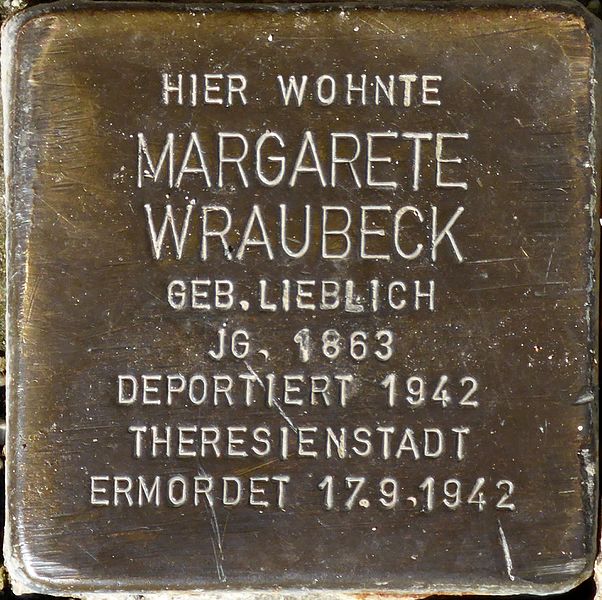 HIER WOHNTE
MARGARETE
WRAUBECK
GEB. LIEBLICH
JG. 1863
DEPORTIERT 1942
THERESIENSTADT
ERMORDET 17.9.1942